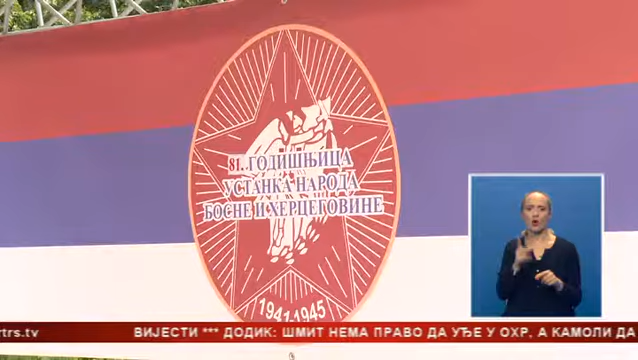 81. ГОДИШЊИЦА
УСТАНКА НАРОДА
БОСНЕ И ХЕРЦЕГОВИНЕ
1941-1945
rtrs.tv ВИЈЕСТИ *** ДОДИК: ШМИТ НЕМА ПРАВО ДА УЂЕ У ОХР, А КАМОЛИ ДА